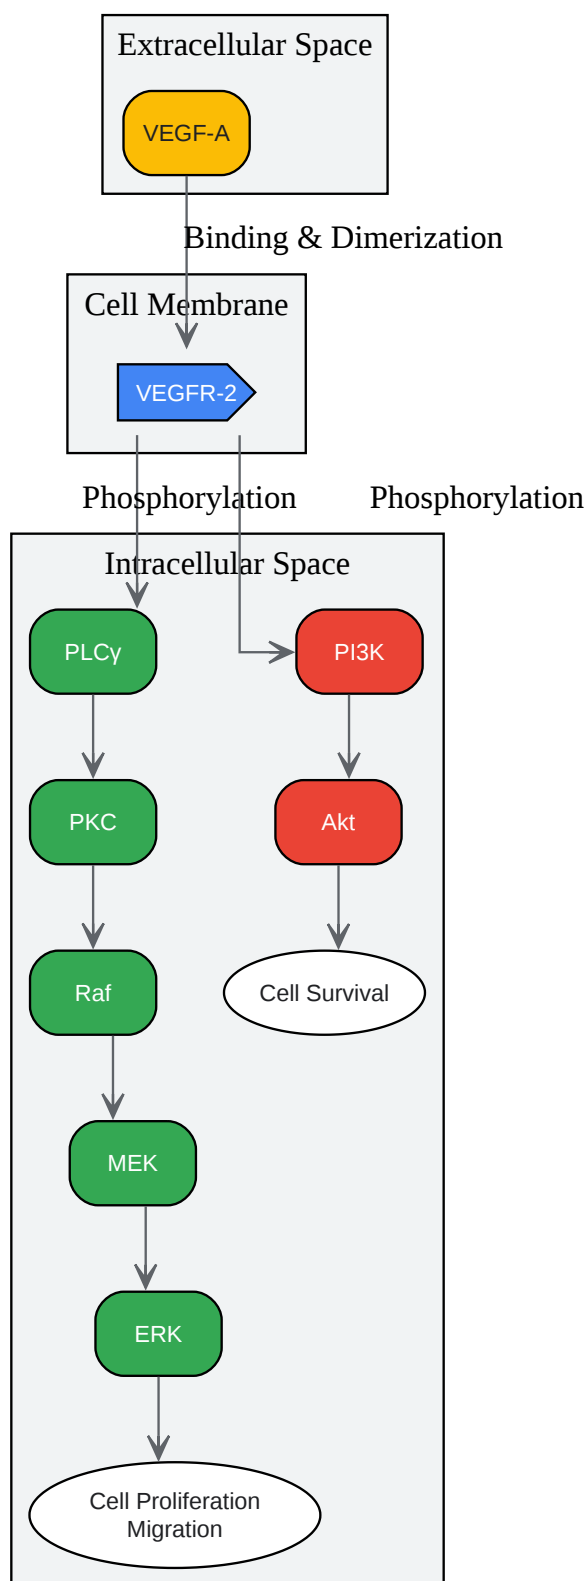 Extracellular Space
VEGF-A
Binding & Dimerization
Cell Membrane
VEGFR-2
Phosphorylation
Phosphorylation
Intracellular Space
PLCγ
PI3K
PKC
Akt
Raf
Cell Survival
MEK
ERK
Cell Proliferation
Migration